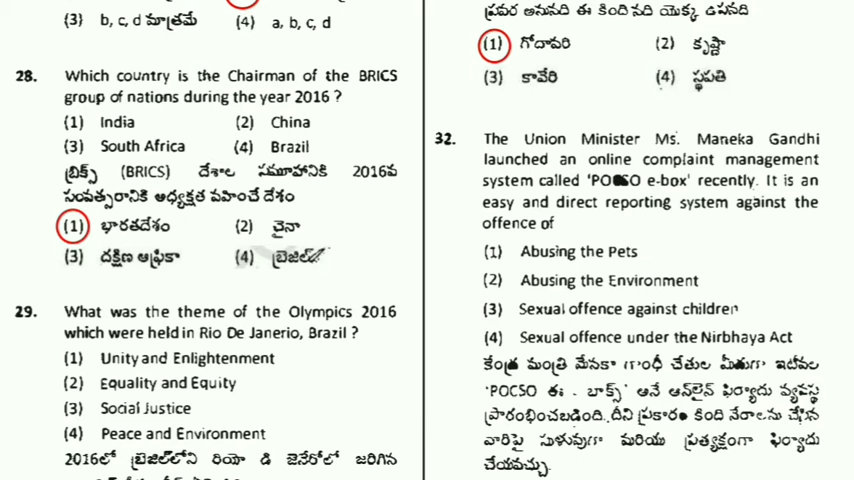 (3) b, c, d మాత్రమే (4) a, b, c, d
28. Which country is the Chairman of the BRICS
group of nations during the year 2016 ?
(1) India (2) China
(3) South Africa (4) Brazil
బ్రిక్స్ (BRICS) దేశాల సమూహానికి 2016వ
సంవత్సరానికి అధ్యక్షత వహించే దేశం
(1) భారతదేశం (2) చైనా
(3) దక్షిణ ఆఫ్రికా (4) బ్రెజిల్
29. What was the theme of the Olympics 2016
which were held in Rio De Janerio, Brazil ?
(1) Unity and Enlightenment
(2) Equality and Equity
(3) Social Justice
(4) Peace and Environment
2016లో బ్రెజిల్‌లోని రియో డి జెనేరోలో జరిగిన
ప్రవర అనునది ఈ కింది నది యొక్క ఉపనది
(1) గోదావరి (2) కృష్ణా
(3) కావేరి (4) స్థపతి
32. The Union Minister Ms. Maneka Gandhi
launched an online complaint management
system called 'POCSO e-box' recently. It is an
easy and direct reporting system against the
offence of
(1) Abusing the Pets
(2) Abusing the Environment
(3) Sexual offence against children
(4) Sexual offence under the Nirbhaya Act
కేంద్ర మంత్రి మేనకా గాంధీ చేతుల మీదుగా ఇటీవల
'POCSO ఈ - బాక్స్' అనే ఆన్‌లైన్ ఫిర్యాదు వ్యవస్థ
ప్రారంభించబడింది. దీని ప్రకారం కింది నేరాలను చేసిన
వారిపై సులువుగా మరియు ప్రత్యక్షంగా ఫిర్యాదు
చేయవచ్చు.